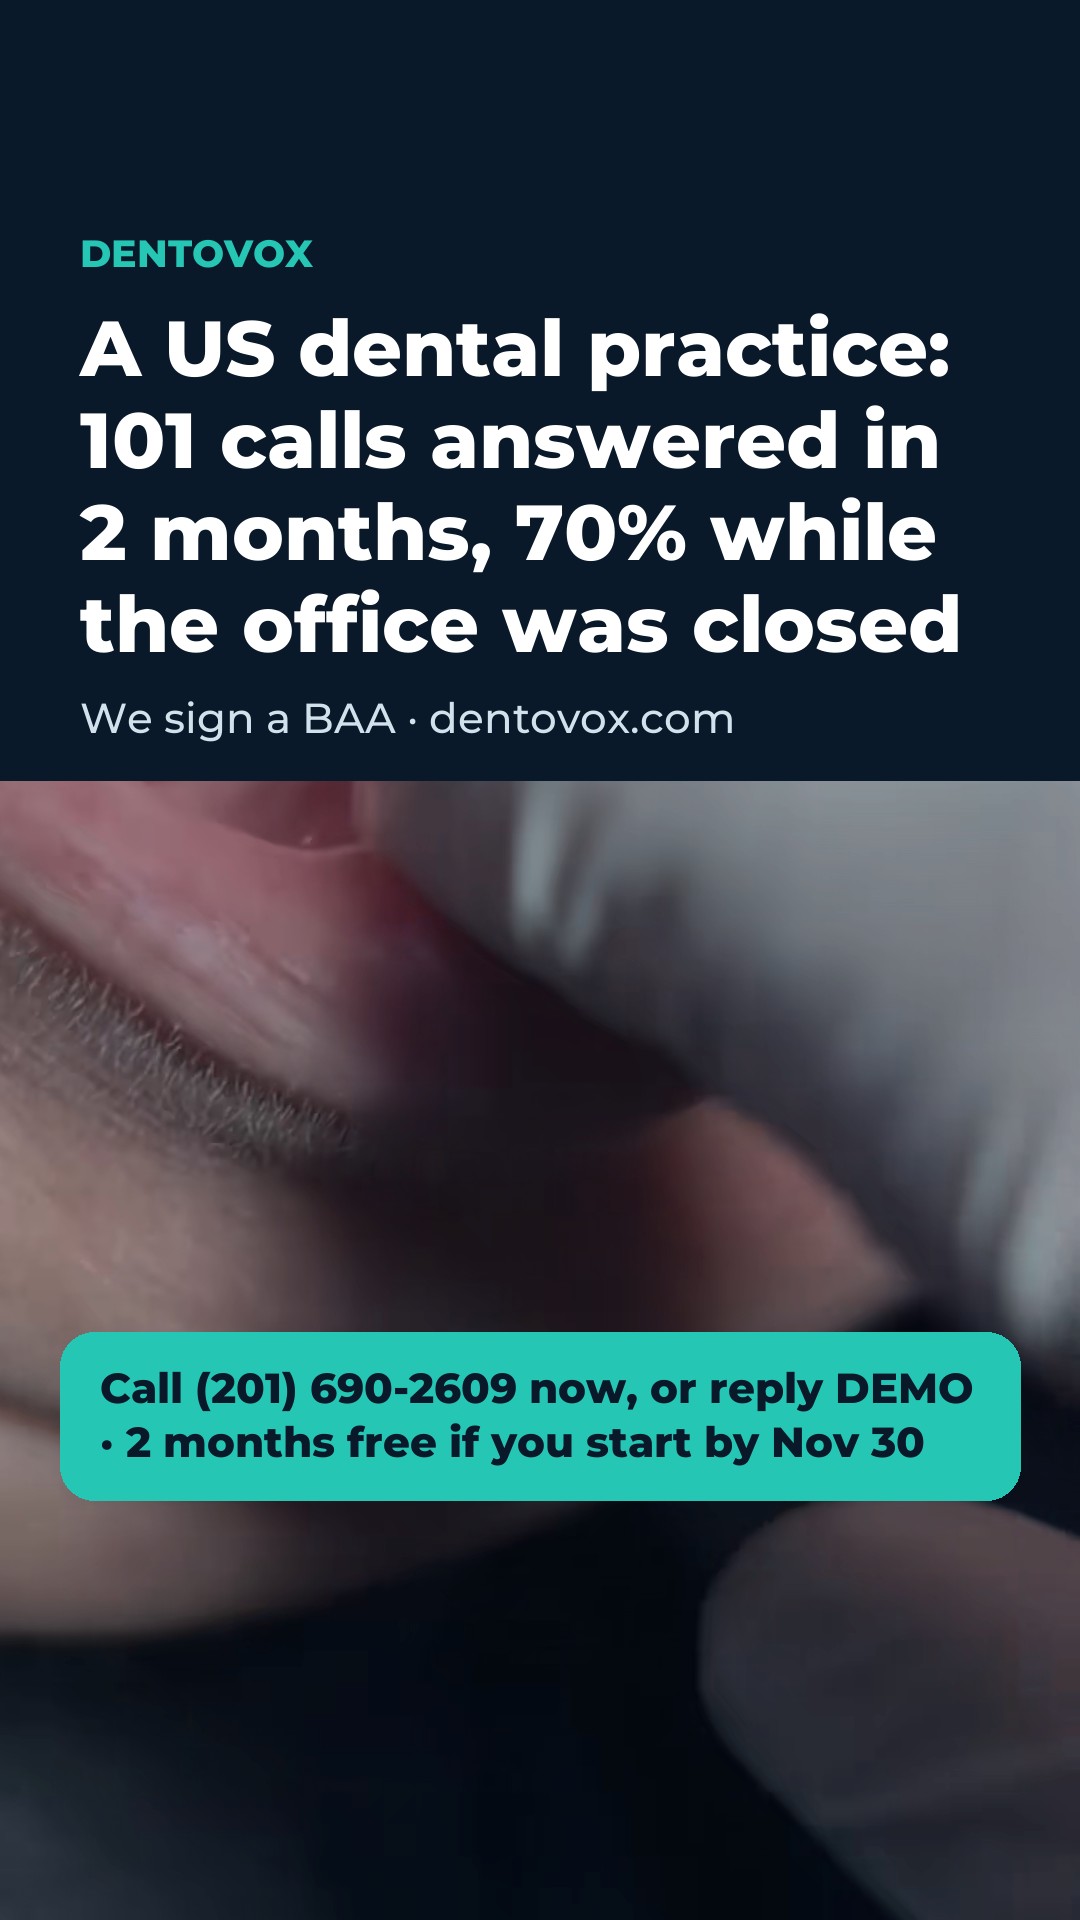 DENTOVOX
A US dental practice:
101 calls answered in
2 months, 70% while
the office was closed
We sign a BAA · dentovox.com
Call (201) 690-2609 now, or reply DEMO
· 2 months free if you start by Nov 30